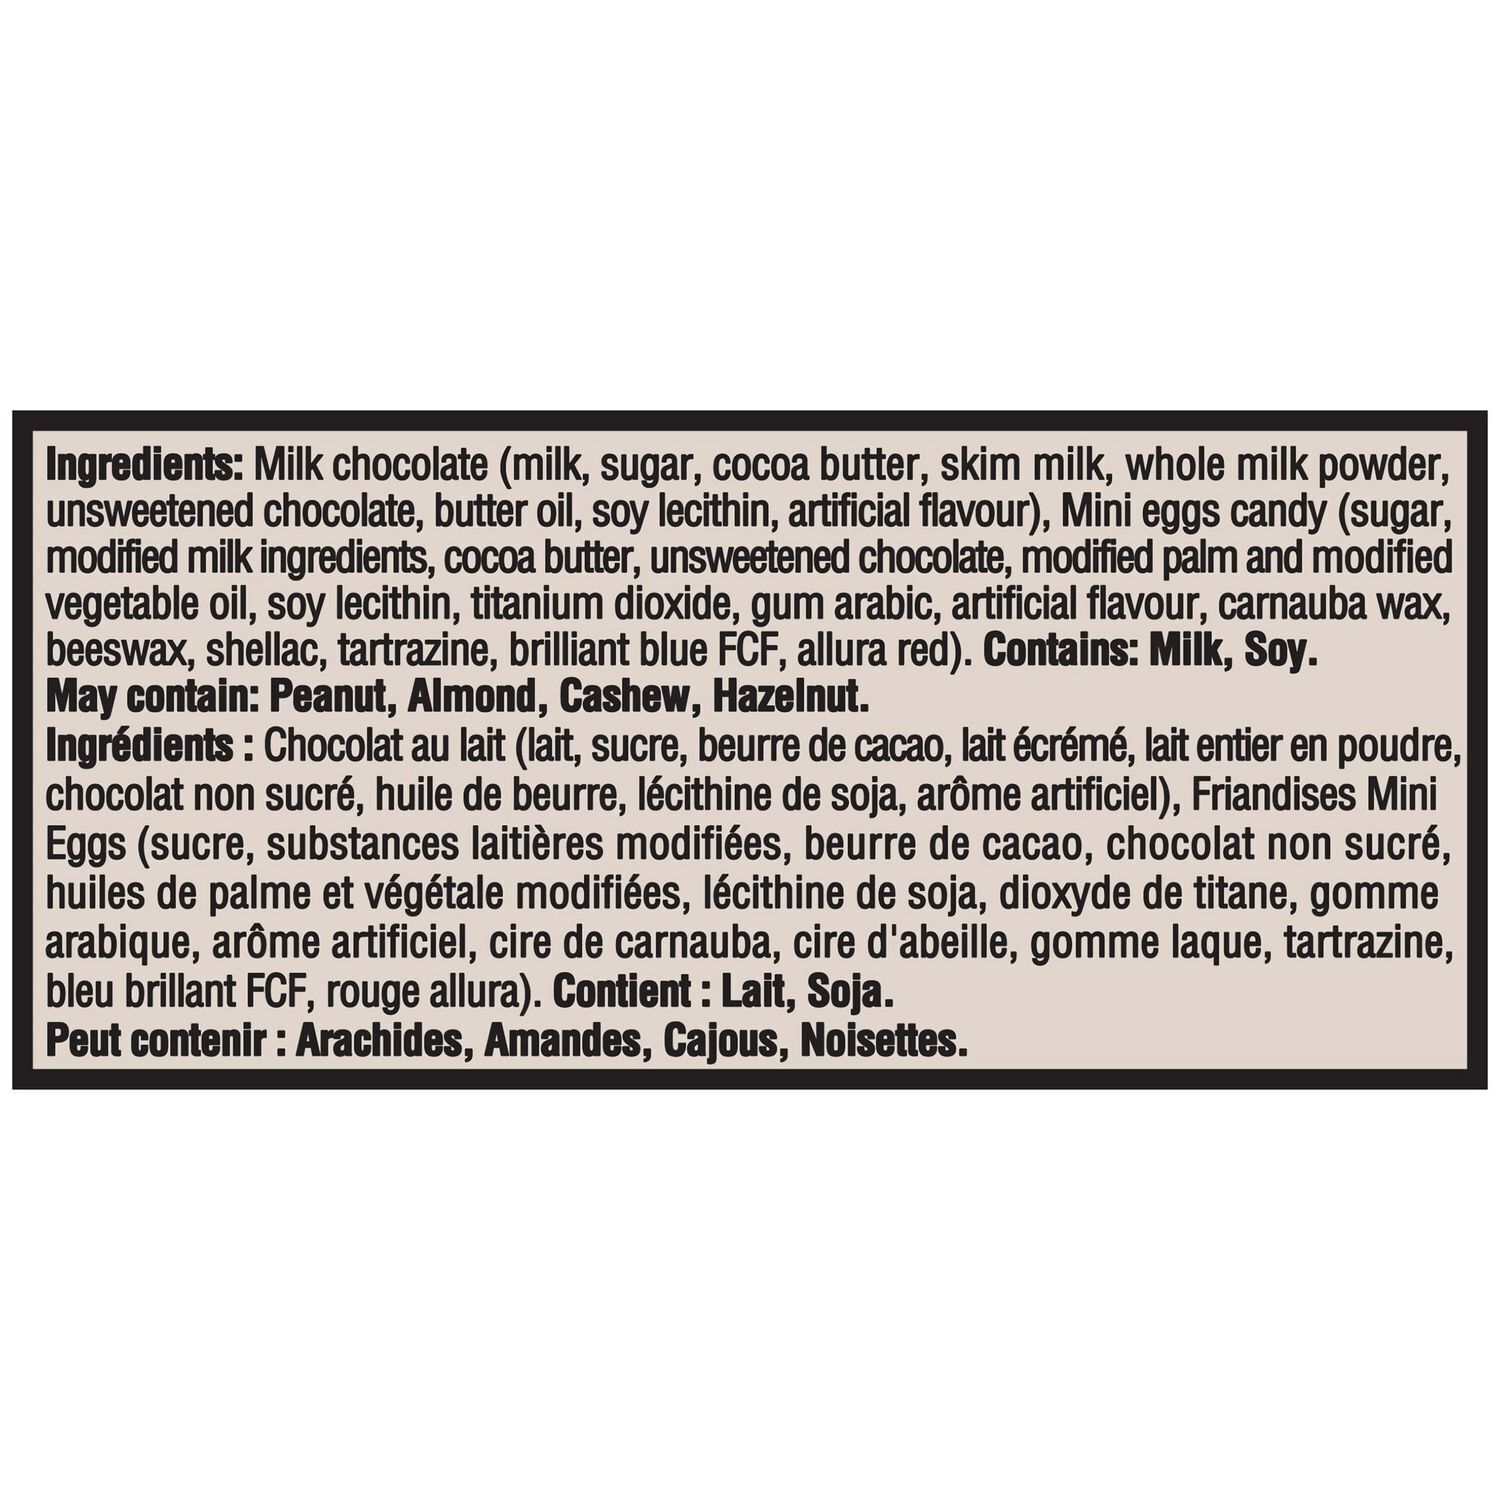 Ingredients: Milk chocolate (milk, sugar, cocoa butter, skim milk, whole milk powder,
unsweetened chocolate, butter oil, soy lecithin, artificial flavour), Mini eggs candy (sugar,
modified milk ingredients, cocoa butter, unsweetened chocolate, modified palm and modified
vegetable oil, soy lecithin, titanium dioxide, gum arabic, artificial flavour, carnauba wax,
beeswax, shellac, tartrazine, brilliant blue FCF, allura red). Contains: Milk, Soy.
May contain: Peanut, Almond, Cashew, Hazelnut.
Ingrédients : Chocolat au lait (lait, sucre, beurre de cacao, lait écrémé, lait entier en poudre,
chocolat non sucré, huile de beurre, lécithine de soja, arôme artificiel), Friandises Mini
Eggs (sucre, substances laitières modifiées, beurre de cacao, chocolat non sucré,
huiles de palme et végétale modifiées, lécithine de soja, dioxyde de titane, gomme
arabique, arôme artificiel, cire de carnauba, cire d'abeille, gomme laque, tartrazine,
bleu brillant FCF, rouge allura). Contient : Lait, Soja.
Peut contenir : Arachides, Amandes, Cajous, Noisettes.